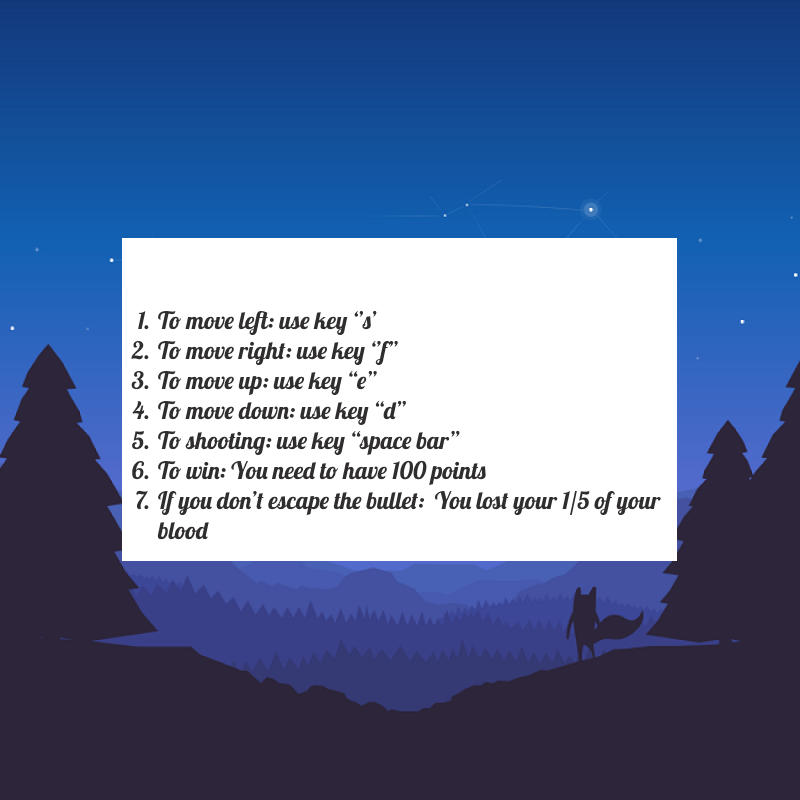 1. To move left: use key “s’
2. To move right: use key “f”
3. To move up: use key “e”
4. To move down: use key “d”
5. To shooting: use key “space bar”
6. To win: You need to have 100 points
7. If you don’t escape the bullet:  You lost your 1/5 of your
blood